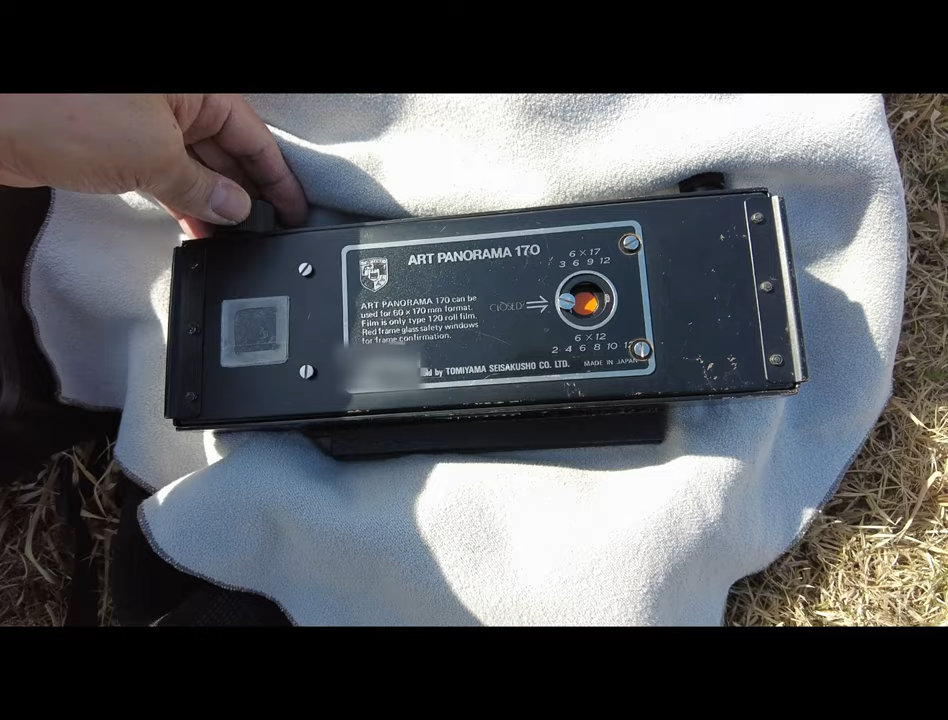 ART PANORAMA 170
6 × 17
3 6 9 12
ART PANORAMA 170 can be
used for 60 x 170 mm format.
Film is only type 120 roll film.
Red frame glass safety windows
for frame confirmation.
CLOSED
6 × 12
2 4 6 8 10
by TOMIYAMA SEISAKUSHO CO. LTD.
MADE IN JAPAN